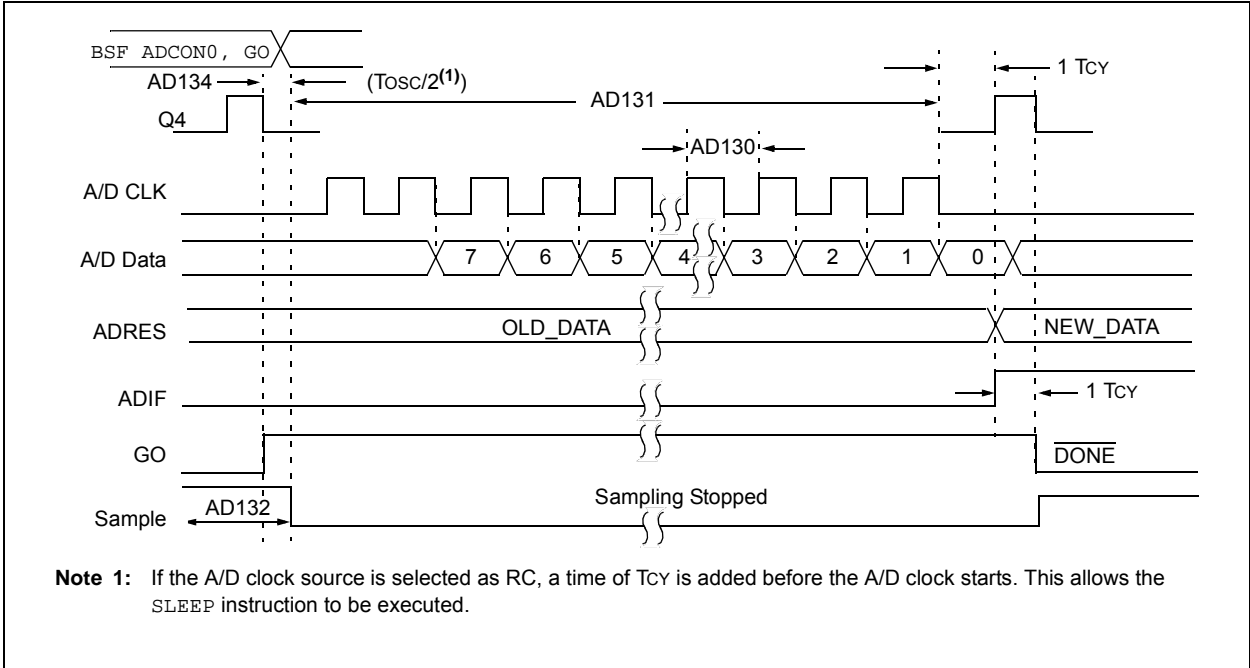 BSF ADCON0, GO
AD134
(TOSC/2(1))
1 TCY
AD131
Q4
AD130
A/D CLK
A/D Data
7 6 5 4 3 2 1 0
ADRES
OLD_DATA
NEW_DATA
ADIF
1 TCY
GO
DONE
Sample
AD132
Sampling Stopped
Note 1: If the A/D clock source is selected as RC, a time of TCY is added before the A/D clock starts. This allows the
SLEEP instruction to be executed.